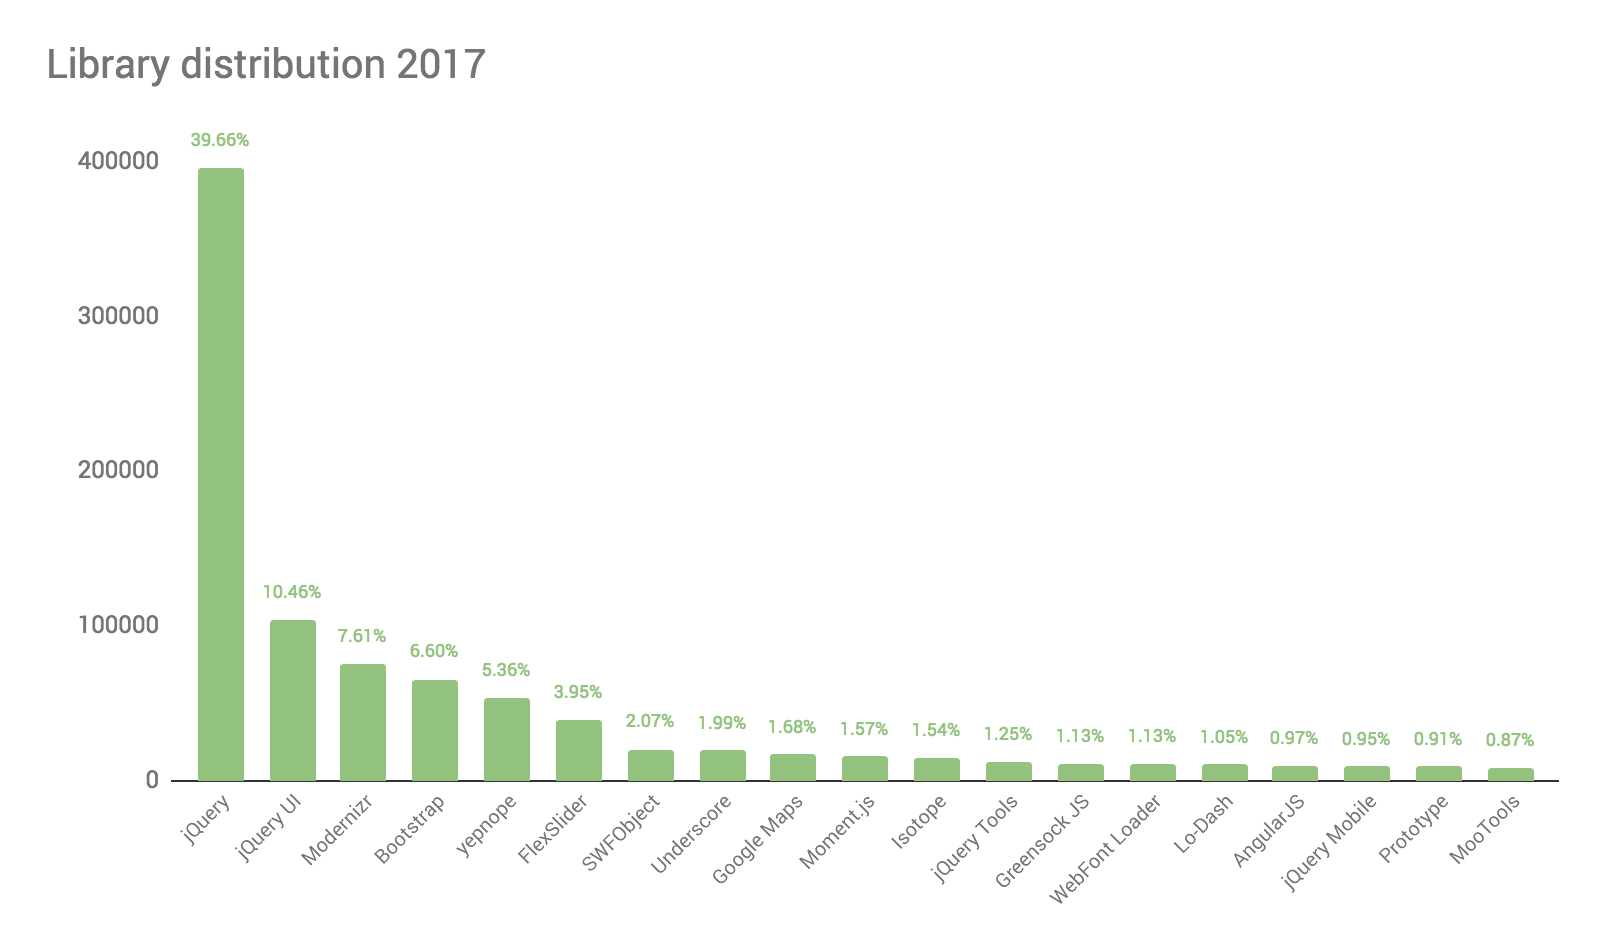 Library distribution 2017
39.66%
400000
300000
200000
10.46%
100000
7.61%
6.60%
5.36%
3.95%
2.07%
1.99%
1.68%
1.57%
1.54%
1.25%
1.13%
1.13%
1.05%
0.97%
0.95%
0.91%
0.87%
0
jQuery
jQuery UI
Modernizr
Bootstrap
yepnope
FlexSlider
SWFObject
Underscore
Google Maps
Moment.js
Isotope
jQuery Tools
Greensock JS
WebFont Loader
Lo-Dash
AngularJS
jQuery Mobile
Prototype
MooTools